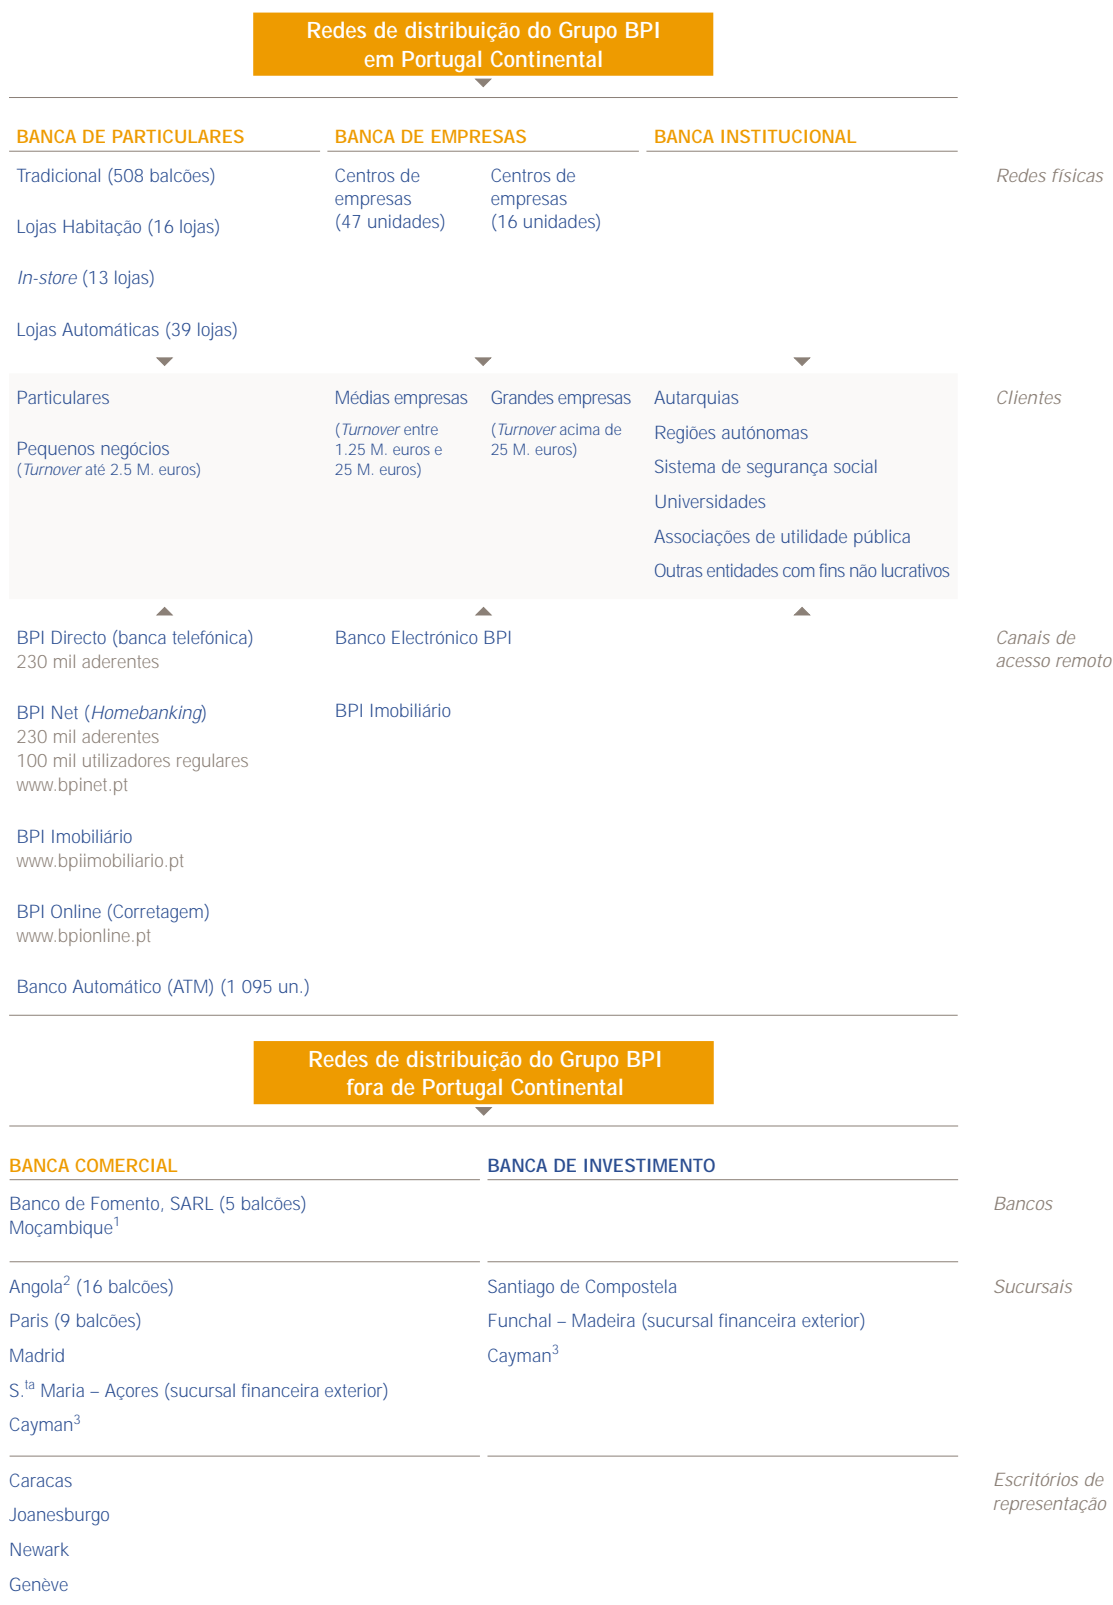 Redes de distribuição do Grupo BPI
em Portugal Continental
BANCA DE PARTICULARES
BANCA DE EMPRESAS
BANCA INSTITUCIONAL
Tradicional (508 balcões)
Lojas Habitação (16 lojas)
In-store (13 lojas)
Lojas Automáticas (39 lojas)
Centros de
empresas
(47 unidades)
Centros de
empresas
(16 unidades)
Redes físicas
Particulares
Pequenos negócios
(Turnover até 2.5 M. euros)
Médias empresas
(Turnover entre
1.25 M. euros e
25 M. euros)
Grandes empresas
(Turnover acima de
25 M. euros)
Autarquias
Regiões autónomas
Sistema de segurança social
Universidades
Associações de utilidade pública
Outras entidades com fins não lucrativos
Clientes
BPI Directo (banca telefónica)
230 mil aderentes
BPI Net (Homebanking)
230 mil aderentes
100 mil utilizadores regulares
www.bpinet.pt
BPI Imobiliário
www.bpiimobiliario.pt
BPI Online (Corretagem)
www.bpionline.pt
Banco Automático (ATM) (1 095 un.)
Banco Electrónico BPI
BPI Imobiliário
Canais de
acesso remoto
Redes de distribuição do Grupo BPI
fora de Portugal Continental
BANCA COMERCIAL
BANCA DE INVESTIMENTO
Banco de Fomento, SARL (5 balcões)
Moçambique1
Bancos
Angola2 (16 balcões)
Paris (9 balcões)
Madrid
S.ta Maria – Açores (sucursal financeira exterior)
Cayman3
Santiago de Compostela
Funchal – Madeira (sucursal financeira exterior)
Cayman3
Sucursais
Caracas
Joanesburgo
Newark
Genève
Escritórios de
representação